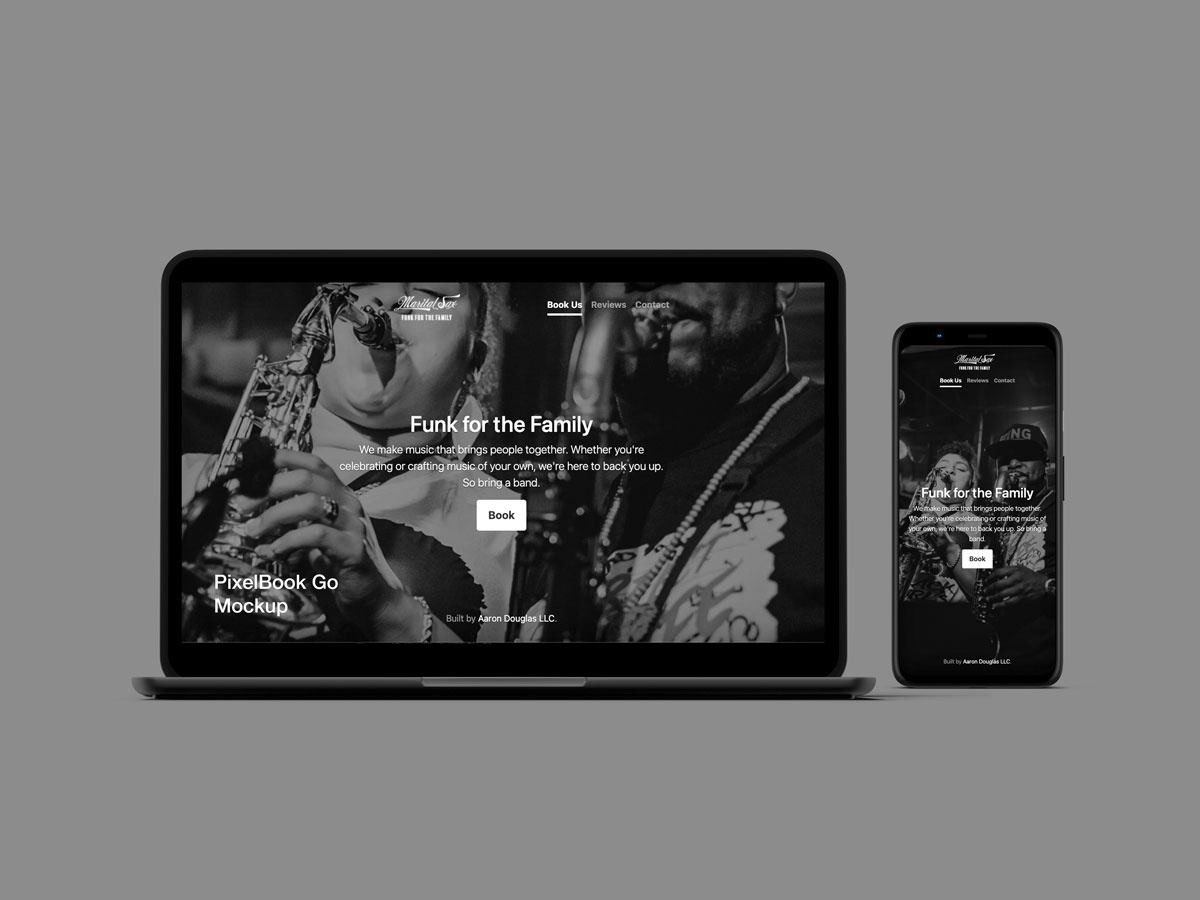 Marital Sax
FUNK FOR THE FAMILY
Book Us Reviews Contact
Funk for the Family
We make music that brings people together. Whether you're
celebrating or crafting music of your own, we're here to back you up.
So bring a band.
Book
PixelBook Go
Mockup
Built by Aaron Douglas LLC.
Marital Sax
FUNK FOR THE FAMILY
Book Us Reviews Contact
Funk for the Family
We make music that brings people together.
Whether you're celebrating or crafting music of
your own, we're here to back you up. So bring a
band.
Book
Built by Aaron Douglas LLC.